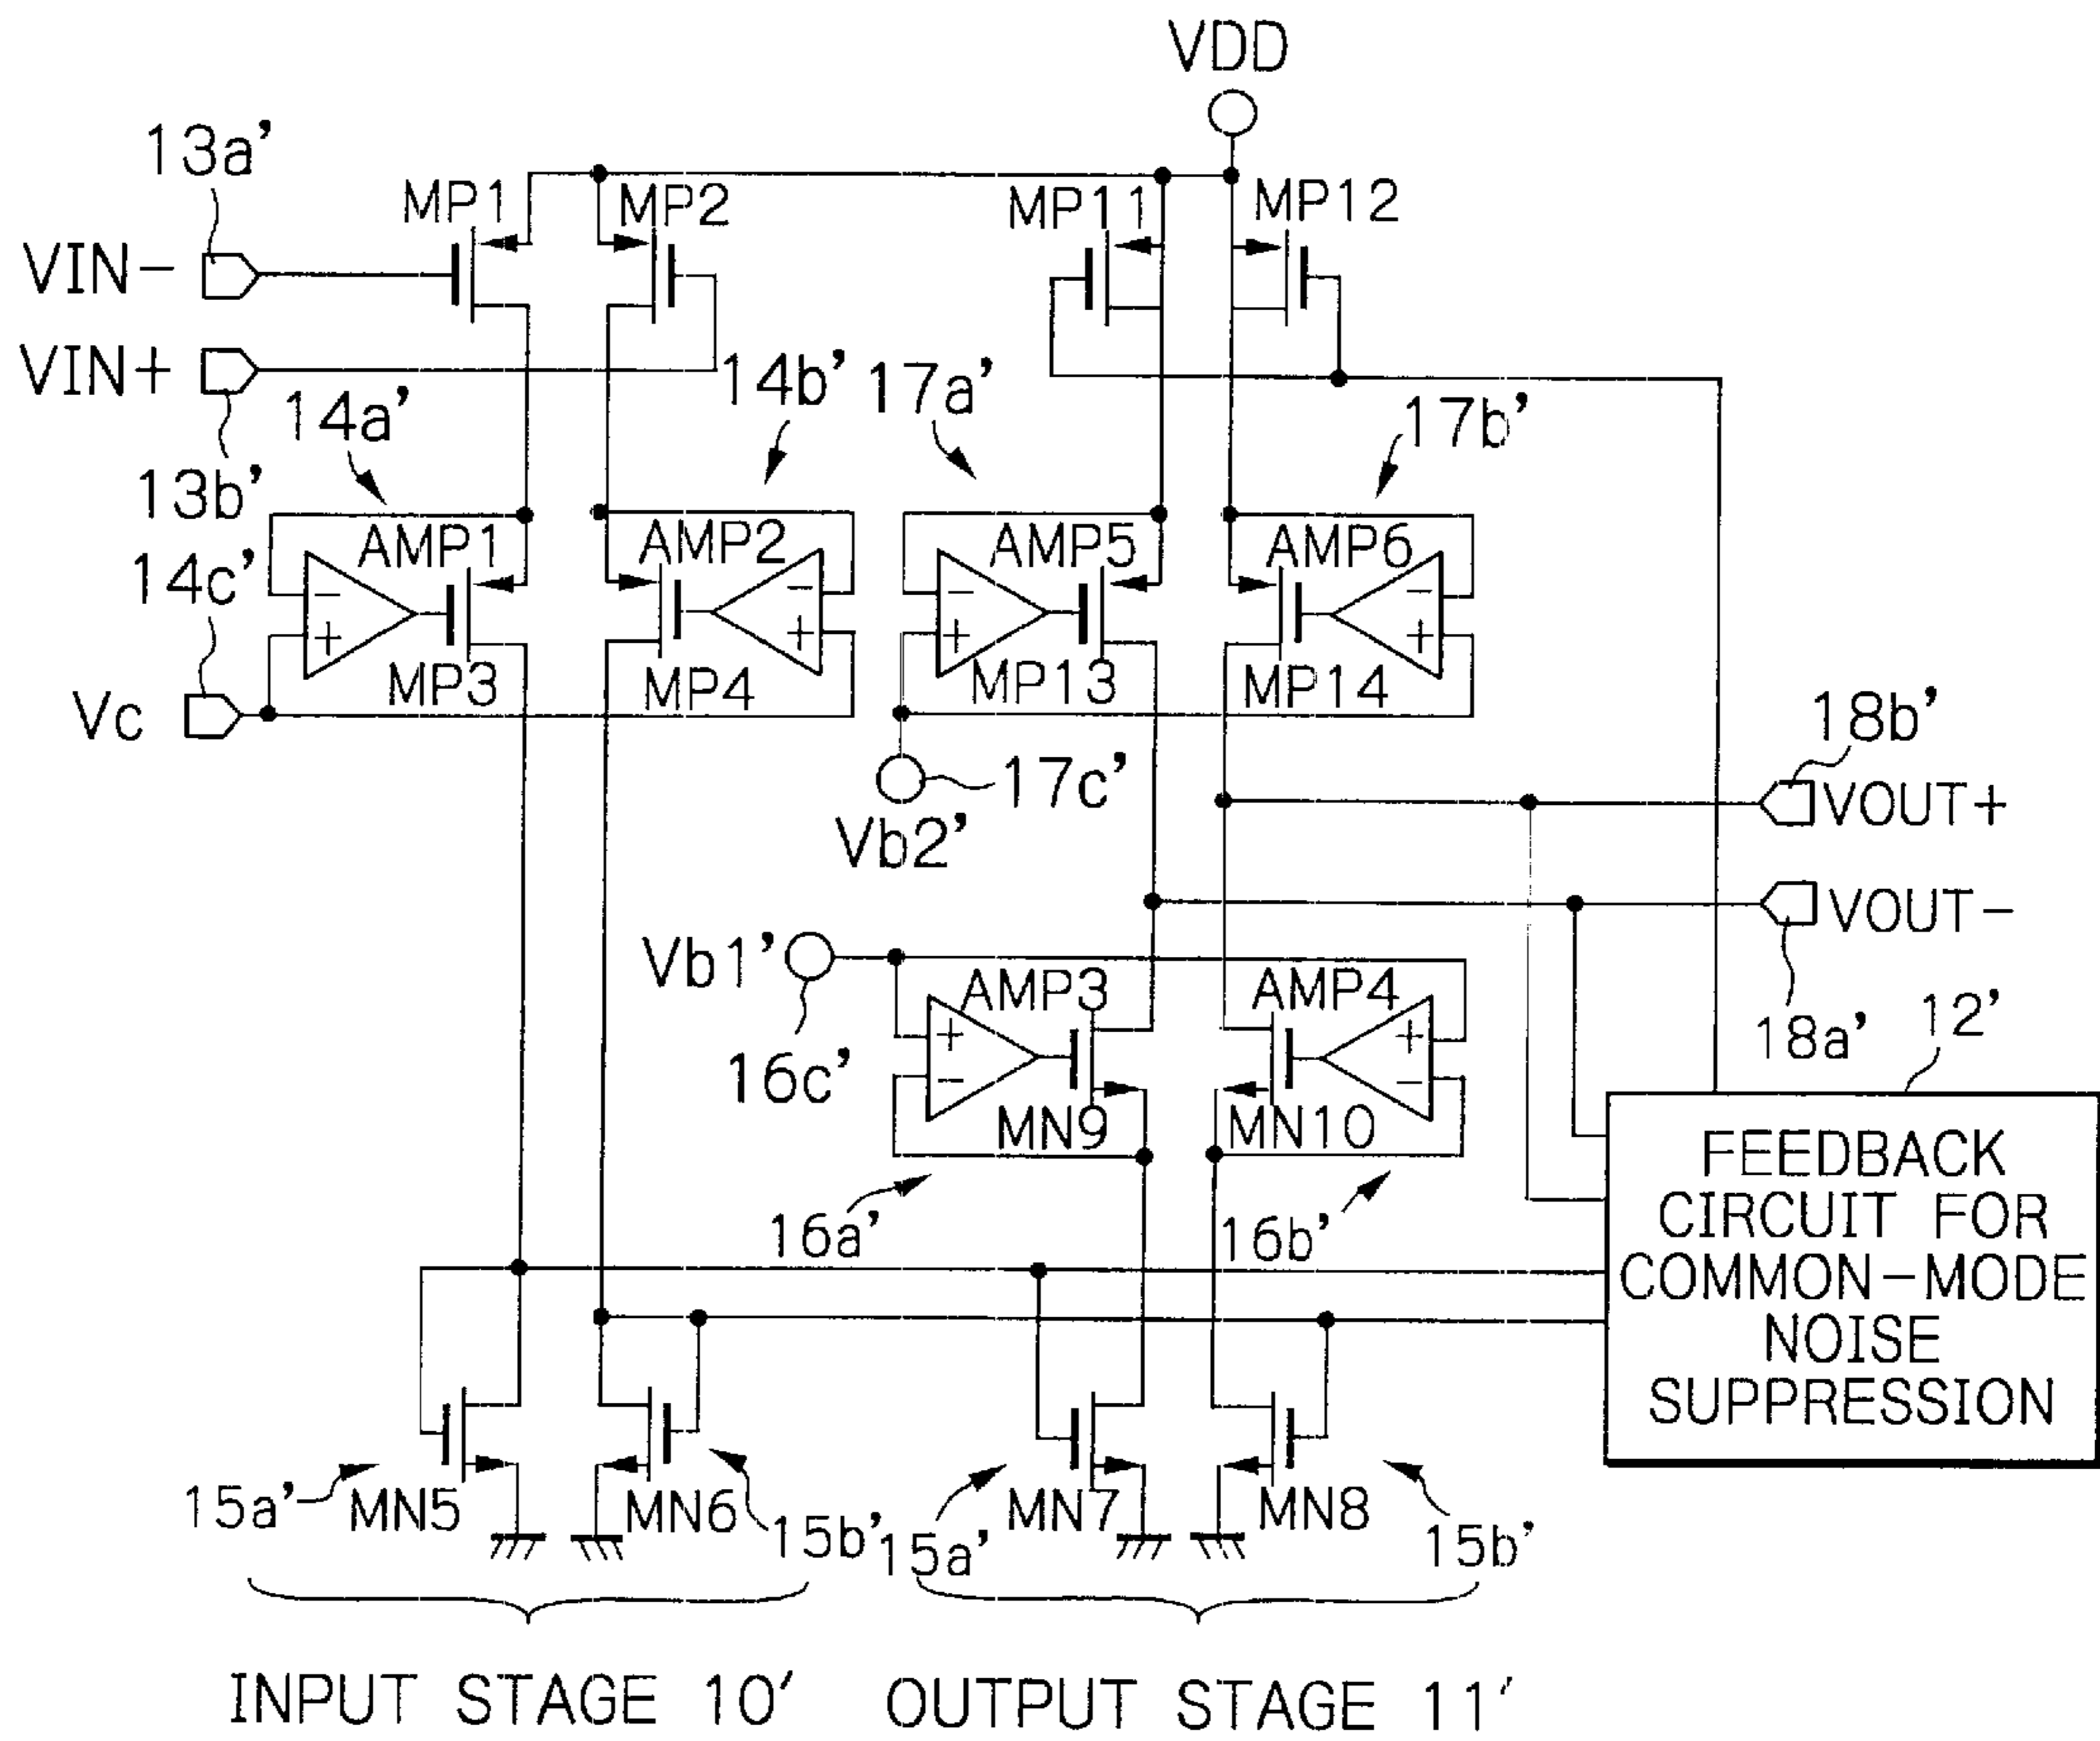 VDD
13a’
MP1
MP2
MP11
MP12
VIN-
VIN+
13b’
14a’
14b’
17a’
17b’
14c’
AMP1
AMP2
AMP5
AMP6
-
+
-
+
-
+
-
+
MP3
MP4
MP13
MP14
Vc
17c’
Vb2’
18b’
VOUT+
VOUT-
18a’
Vb1’
16c’
AMP3
AMP4
+
-
+
-
MN9
MN10
16a’
16b’
12’
FEEDBACK
CIRCUIT FOR
COMMON-MODE
NOISE
SUPPRESSION
15a’
MN5
MN6
15b’
15a’
MN7
MN8
15b’
INPUT STAGE 10'
OUTPUT STAGE 11'